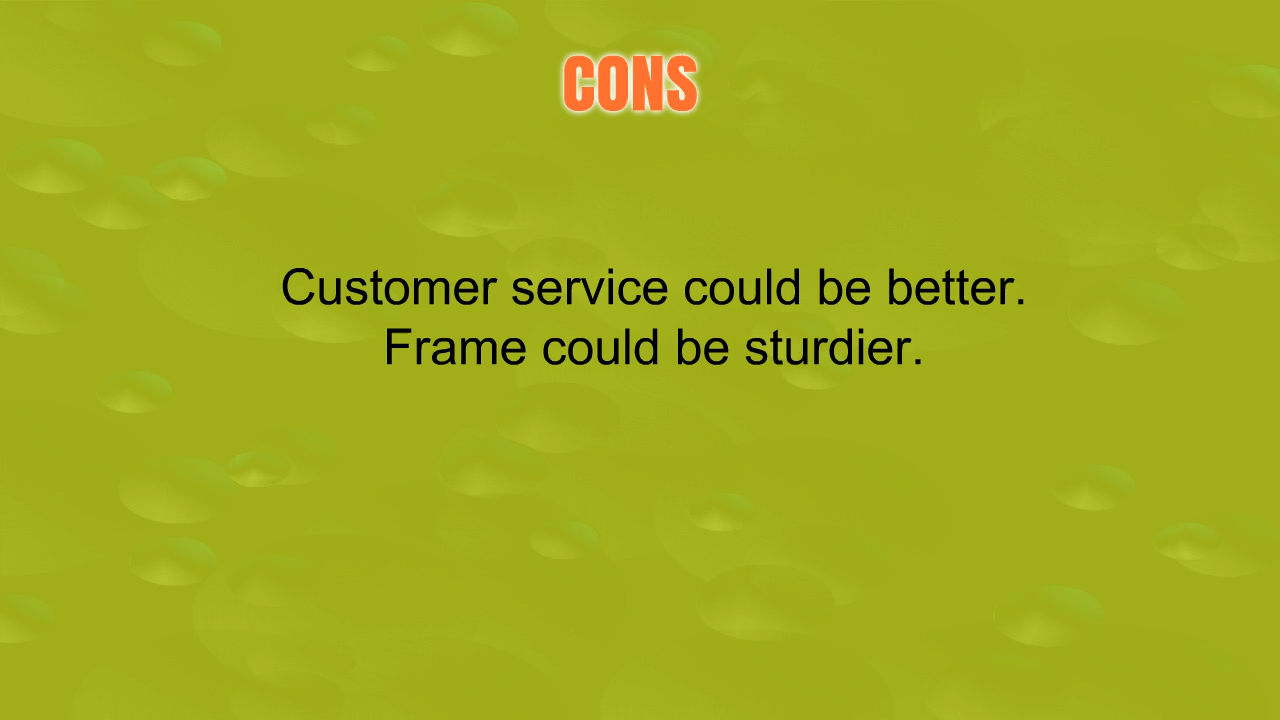 CONS
Customer service could be better.
Frame could be sturdier.